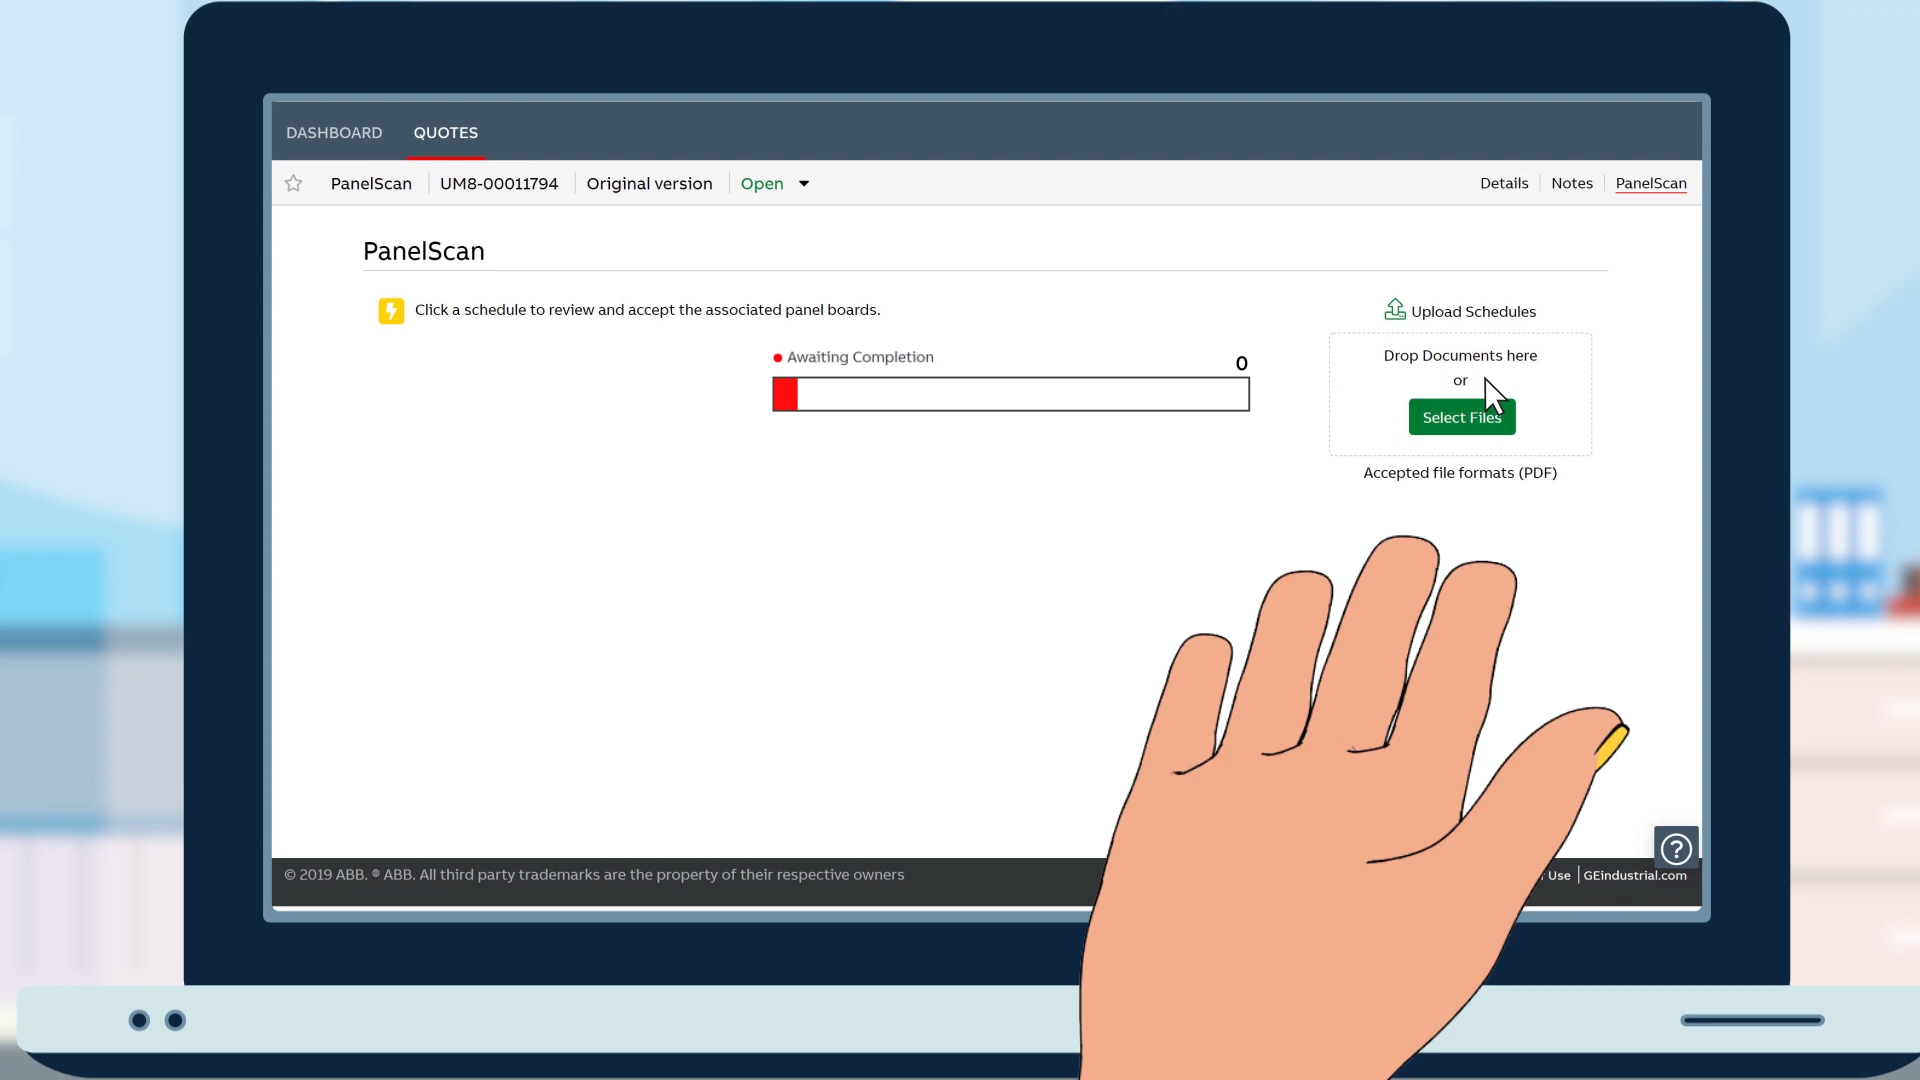 DASHBOARD QUOTES
PanelScan UM8-00011794 Original version Open Details Notes PanelScan
PanelScan
Click a schedule to review and accept the associated panel boards.
Upload Schedules
Awaiting Completion 0
Drop Documents here
or
Select Files
Accepted file formats (PDF)
© 2019 ABB. ® ABB. All third party trademarks are the property of their respective owners
Use GEindustrial.com